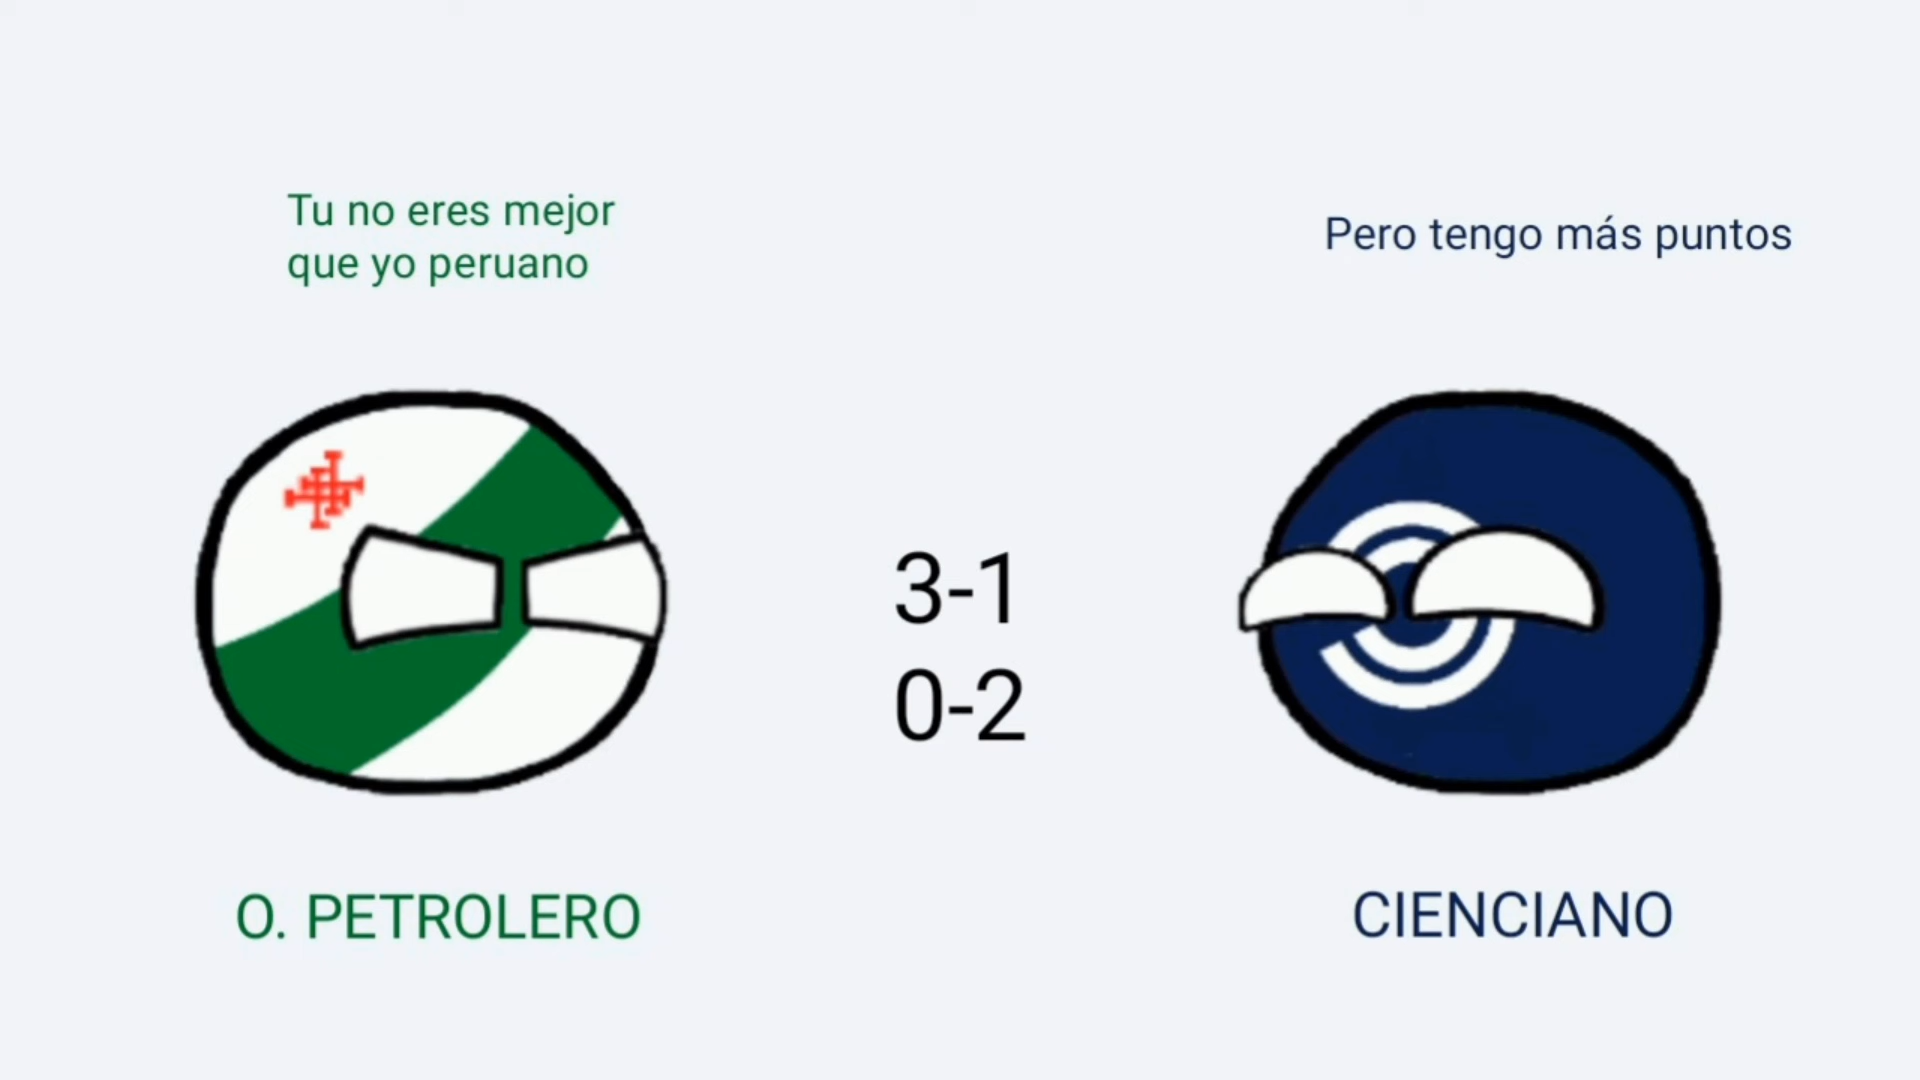 Tu no eres mejor
que yo peruano
Pero tengo más puntos
3-1
0-2
O. PETROLERO
CIENCIANO